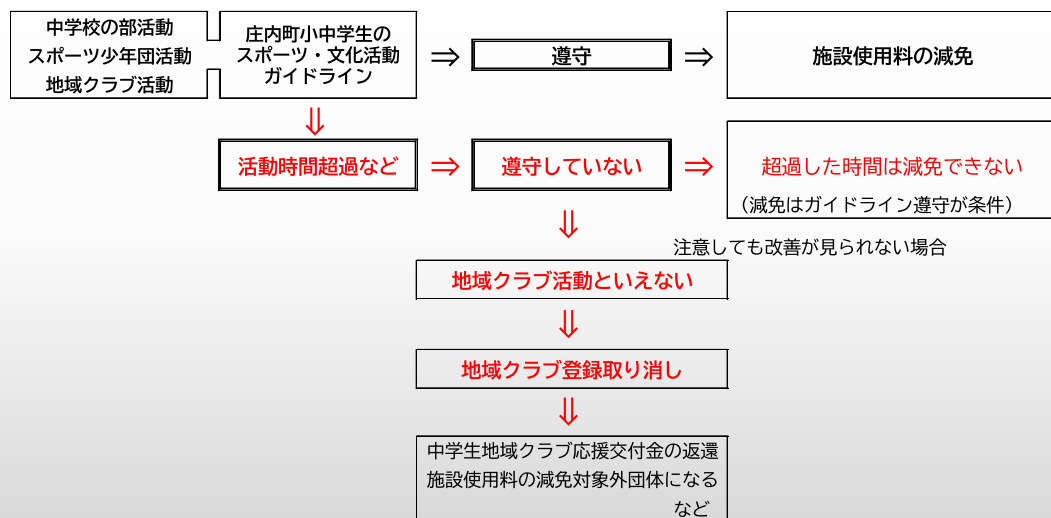 中学校の部活動
スポーツ少年団活動
地域クラブ活動
庄内町小中学生の
スポーツ・文化活動
ガイドライン
⇒
遵守
⇒
施設使用料の減免
⇓
活動時間超過など
⇒
遵守していない
⇒
超過した時間は減免できない
（減免はガイドライン遵守が条件）
⇓
注意しても改善が見られない場合
地域クラブ活動といえない
⇓
地域クラブ登録取り消し
⇓
中学生地域クラブ応援交付金の返還
施設使用料の減免対象外団体になる
など